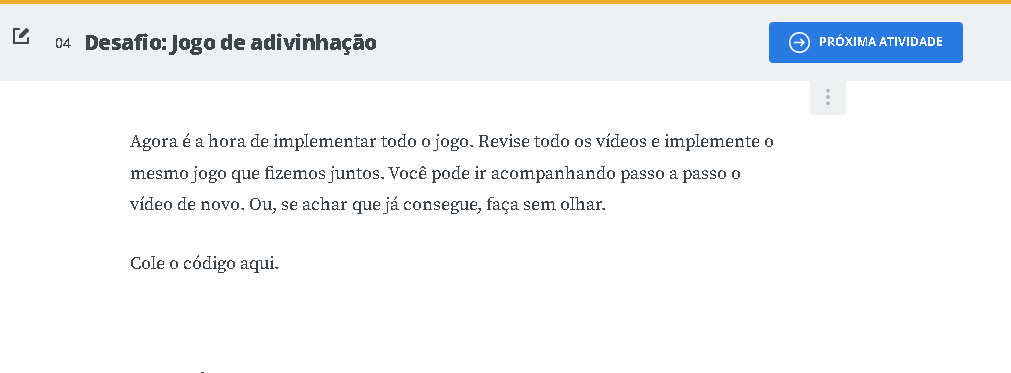 04 Desafio: Jogo de adivinhação
PRÓXIMA ATIVIDADE
Agora é a hora de implementar todo o jogo. Revise todo os vídeos e implemente o
mesmo jogo que fizemos juntos. Você pode ir acompanhando passo a passo o
vídeo de novo. Ou, se achar que já consegue, faça sem olhar.
Cole o código aqui.